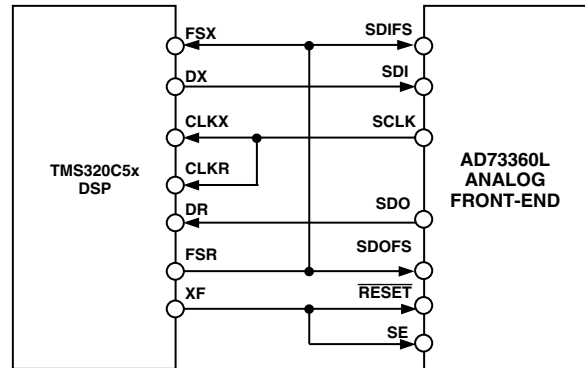 FSX SDIFS
DX SDI
CLKX SCLK
TMS320C5x
DSP
CLKR
AD73360L
ANALOG
FRONT-END
DR SDO
FSR SDOFS
XF RESET
SE